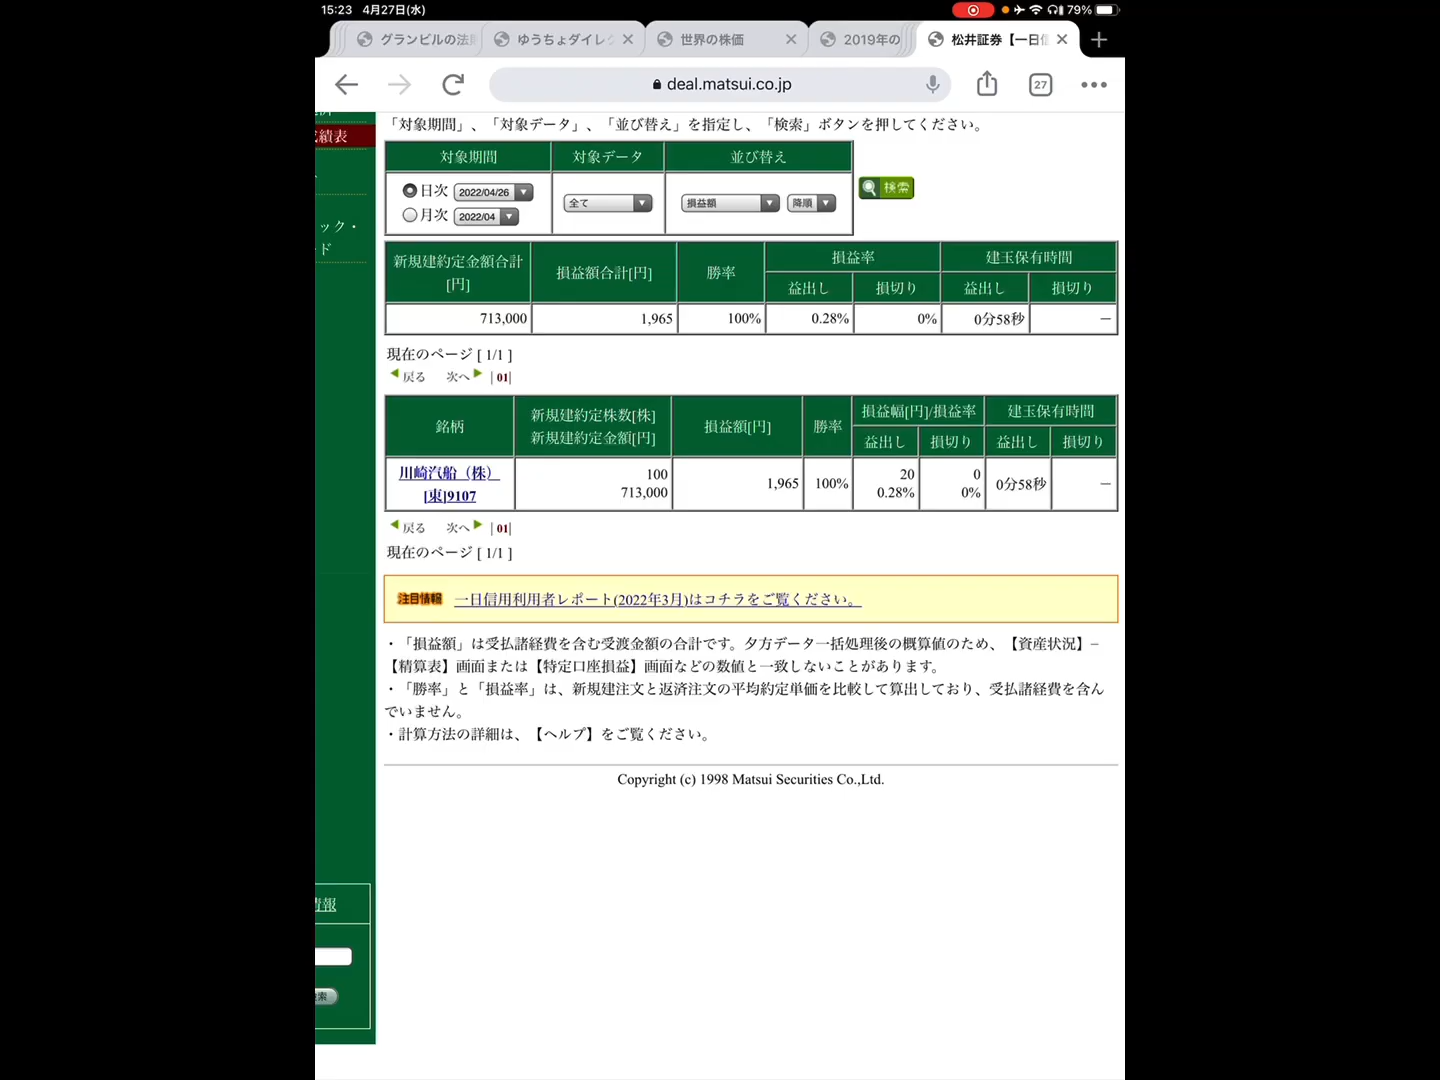 15:23 4月27日(水) 79%
グランビルの法 ゆうちょダイレク 世界の株価 2019年の 松井証券【一日信
deal.matsui.co.jp 27
績表
「対象期間」、「対象データ」、「並び替え」を指定し、「検索」ボタンを押してください。
対象期間 対象データ 並び替え
日次 2022/04/26 全て 損益額 降順 検索
月次 2022/04
ック・
ド
新規建約定金額合計[円] 損益額合計[円] 勝率 損益率 建玉保有時間
益出し 損切り 益出し 損切り
713,000 1,965 100% 0.28% 0% 0分58秒 －
現在のページ [ 1/1 ]
戻る 次へ | 01|
銘柄 新規建約定株数[株] 新規建約定金額[円] 損益額[円] 勝率 損益幅[円]/損益率 建玉保有時間
益出し 損切り 益出し 損切り
川崎汽船（株） 100 1,965 100% 20 0 0分58秒 －
[東]9107 713,000 0.28% 0%
戻る 次へ | 01|
現在のページ [ 1/1 ]
注目情報 一日信用利用者レポート(2022年3月)はコチラをご覧ください。
・「損益額」は受払諸経費を含む受渡金額の合計です。夕方データ一括処理後の概算値のため、【資産状況】−
【精算表】画面または【特定口座損益】画面などの数値と一致しないことがあります。
・「勝率」と「損益率」は、新規建注文と返済注文の平均約定単価を比較して算出しており、受払諸経費を含ん
でいません。
・計算方法の詳細は、【ヘルプ】をご覧ください。
Copyright (c) 1998 Matsui Securities Co.,Ltd.
情報
索